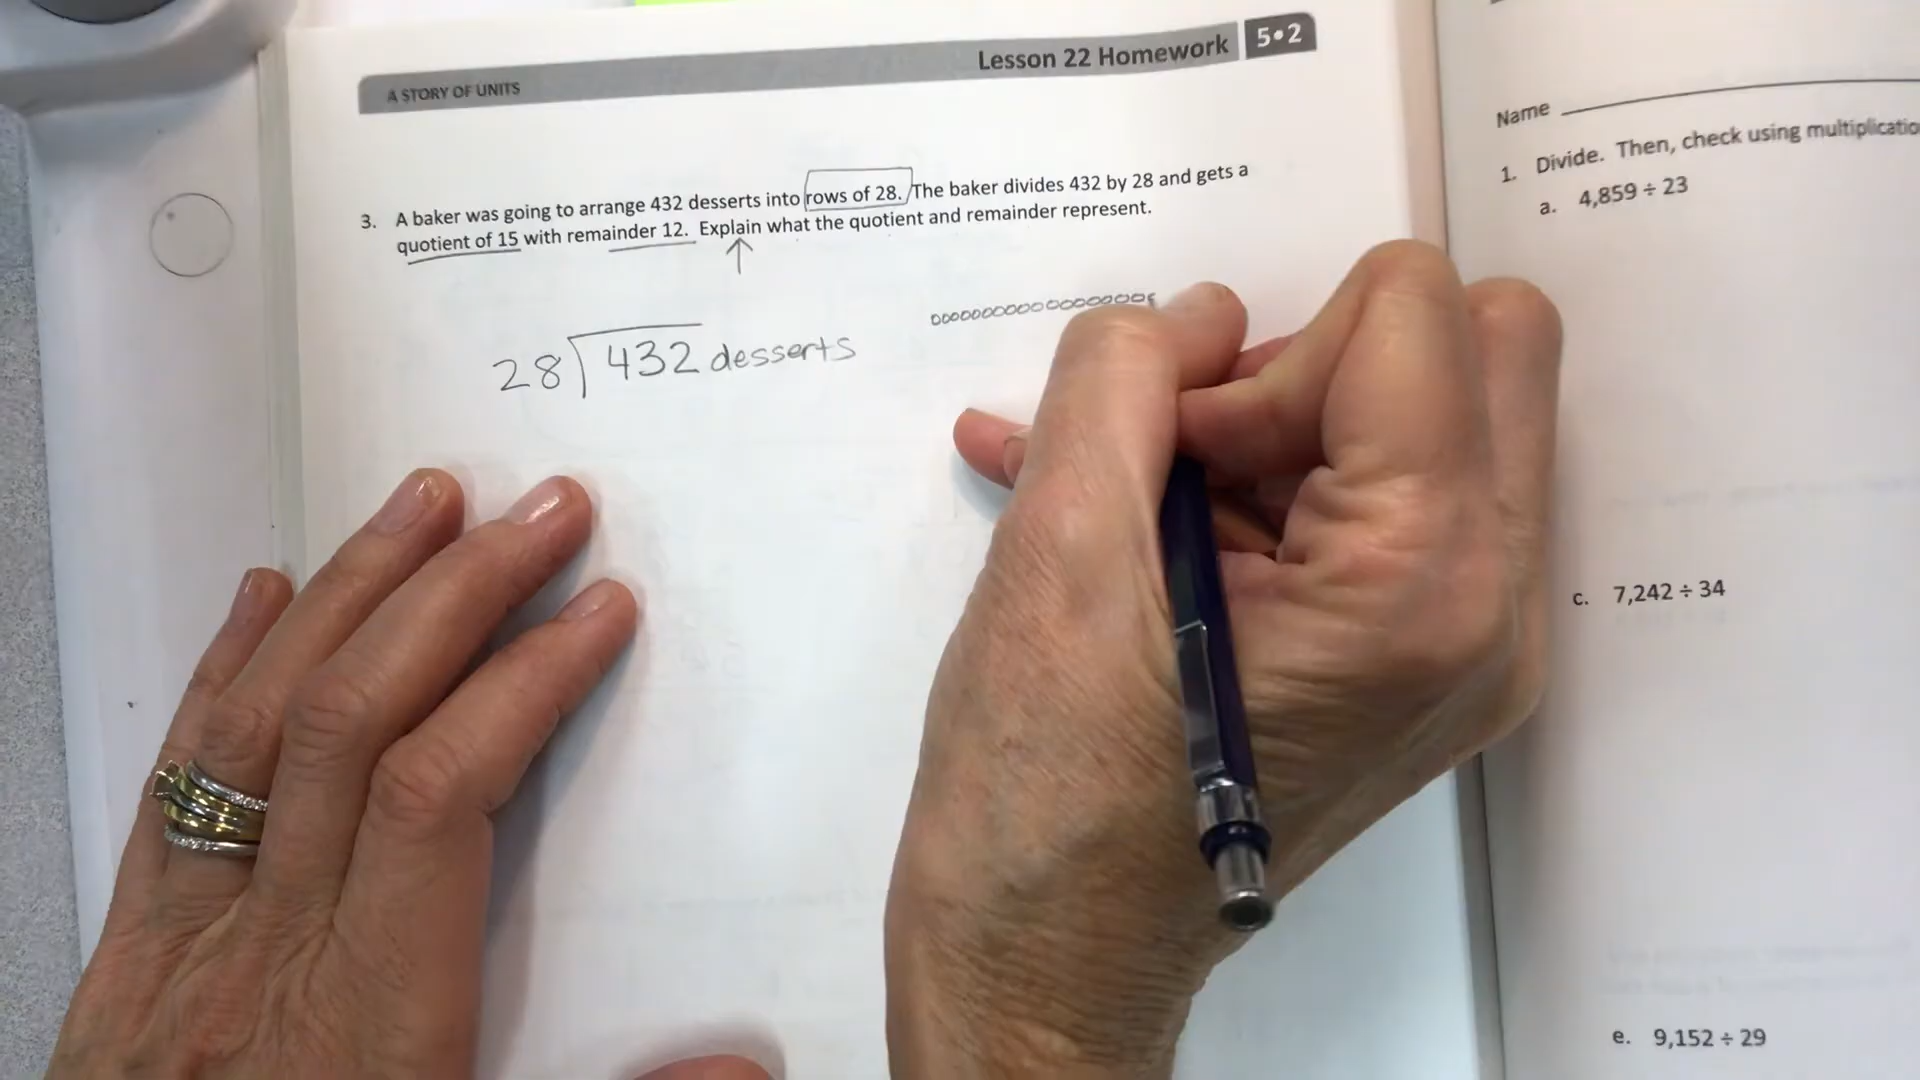 A STORY OF UNITS
Lesson 22 Homework 5•2
3. A baker was going to arrange 432 desserts into rows of 28. The baker divides 432 by 28 and gets a
quotient of 15 with remainder 12. Explain what the quotient and remainder represent.
28 432 desserts
Name
1. Divide. Then, check using multiplicatio
a. 4,859 ÷ 23
c. 7,242 ÷ 34
e. 9,152 ÷ 29